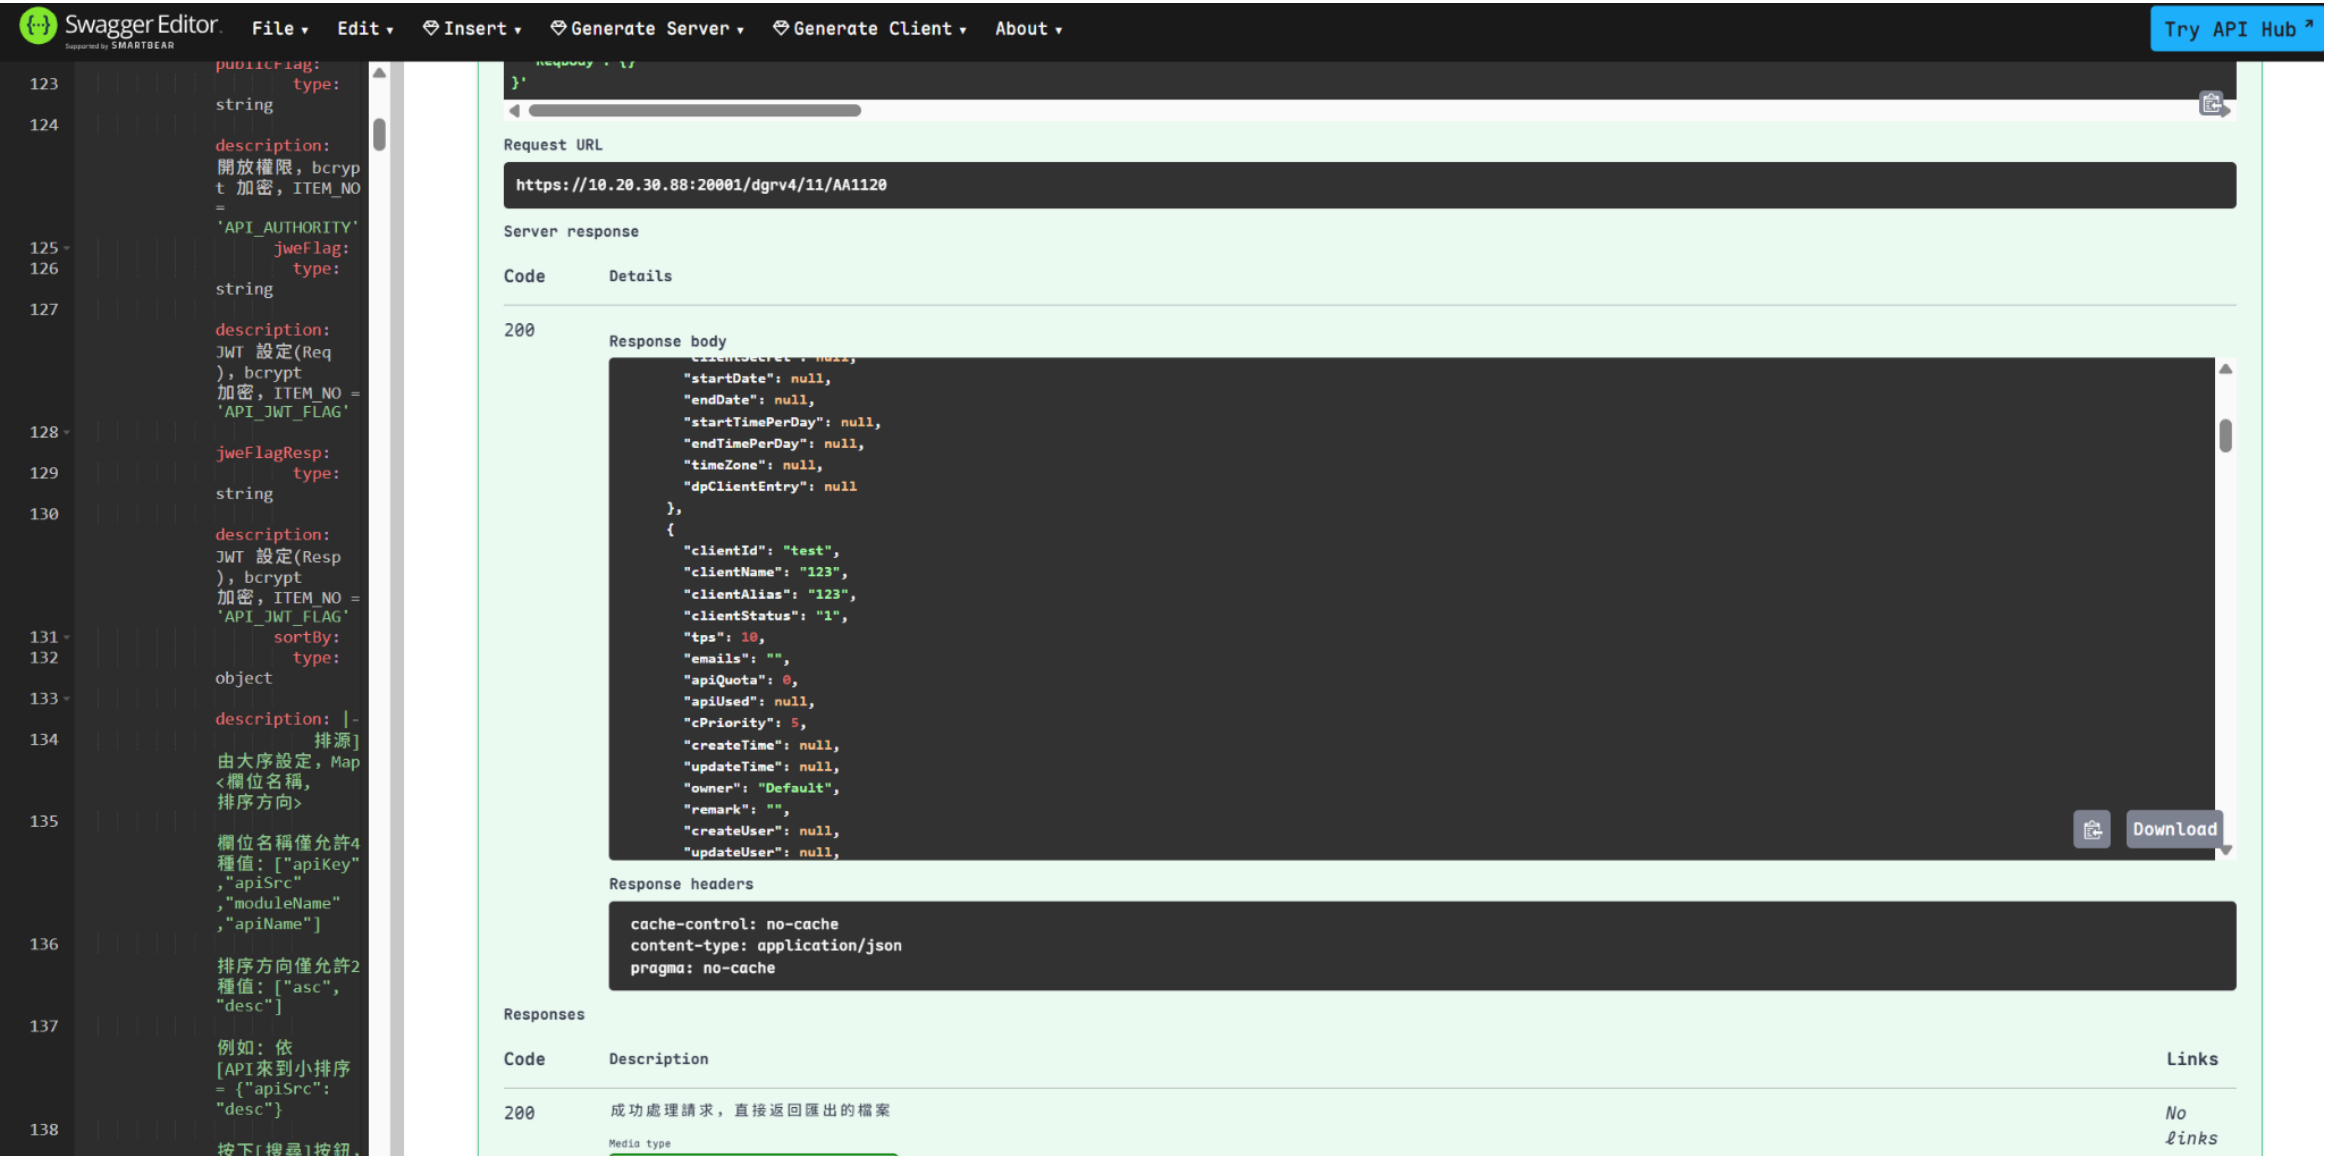 Swagger Editor
Supported by SMARTBEAR
File
Edit
Insert
Generate Server
Generate Client
About
Try API Hub
publicFlag:
123 type:
string
124
description:
開放權限, bcryp
t 加密, ITEM_NO
=
'API_AUTHORITY'
125 jweFlag:
126 type:
string
127
description:
JWT 設定(Req
), bcrypt
加密, ITEM_NO =
'API_JWT_FLAG'
128
jweFlagResp:
129 type:
string
130
description:
JWT 設定(Resp
), bcrypt
加密, ITEM_NO =
'API_JWT_FLAG'
131 sortBy:
132 type:
object
133
description: |-
134 排源]
由大序設定, Map
<欄位名稱,
排序方向>
135
欄位名稱僅允許4
種值: ["apiKey"
,"apiSrc"
,"moduleName"
,"apiName"]
136
排序方向僅允許2
種值: ["asc",
"desc"]
137
例如: 依
[API來到小排序
= {"apiSrc":
"desc"}
138
按下[搜尋]按鈕,
"ReqBody": {}
}'
Request URL
https://10.20.30.88:20001/dgrv4/11/AA1120
Server response
Code Details
200
Response body
"clientSecret": null,
"startDate": null,
"endDate": null,
"startTimePerDay": null,
"endTimePerDay": null,
"timeZone": null,
"dpClientEntry": null
},
{
"clientId": "test",
"clientName": "123",
"clientAlias": "123",
"clientStatus": "1",
"tps": 10,
"emails": "",
"apiQuota": 0,
"apiUsed": null,
"cPriority": 5,
"createTime": null,
"updateTime": null,
"owner": "Default",
"remark": "",
"createUser": null,
"updateUser": null,
Download
Response headers
cache-control: no-cache
content-type: application/json
pragma: no-cache
Responses
Code Description Links
200 成功處理請求, 直接返回匯出的檔案 No
links
Media type